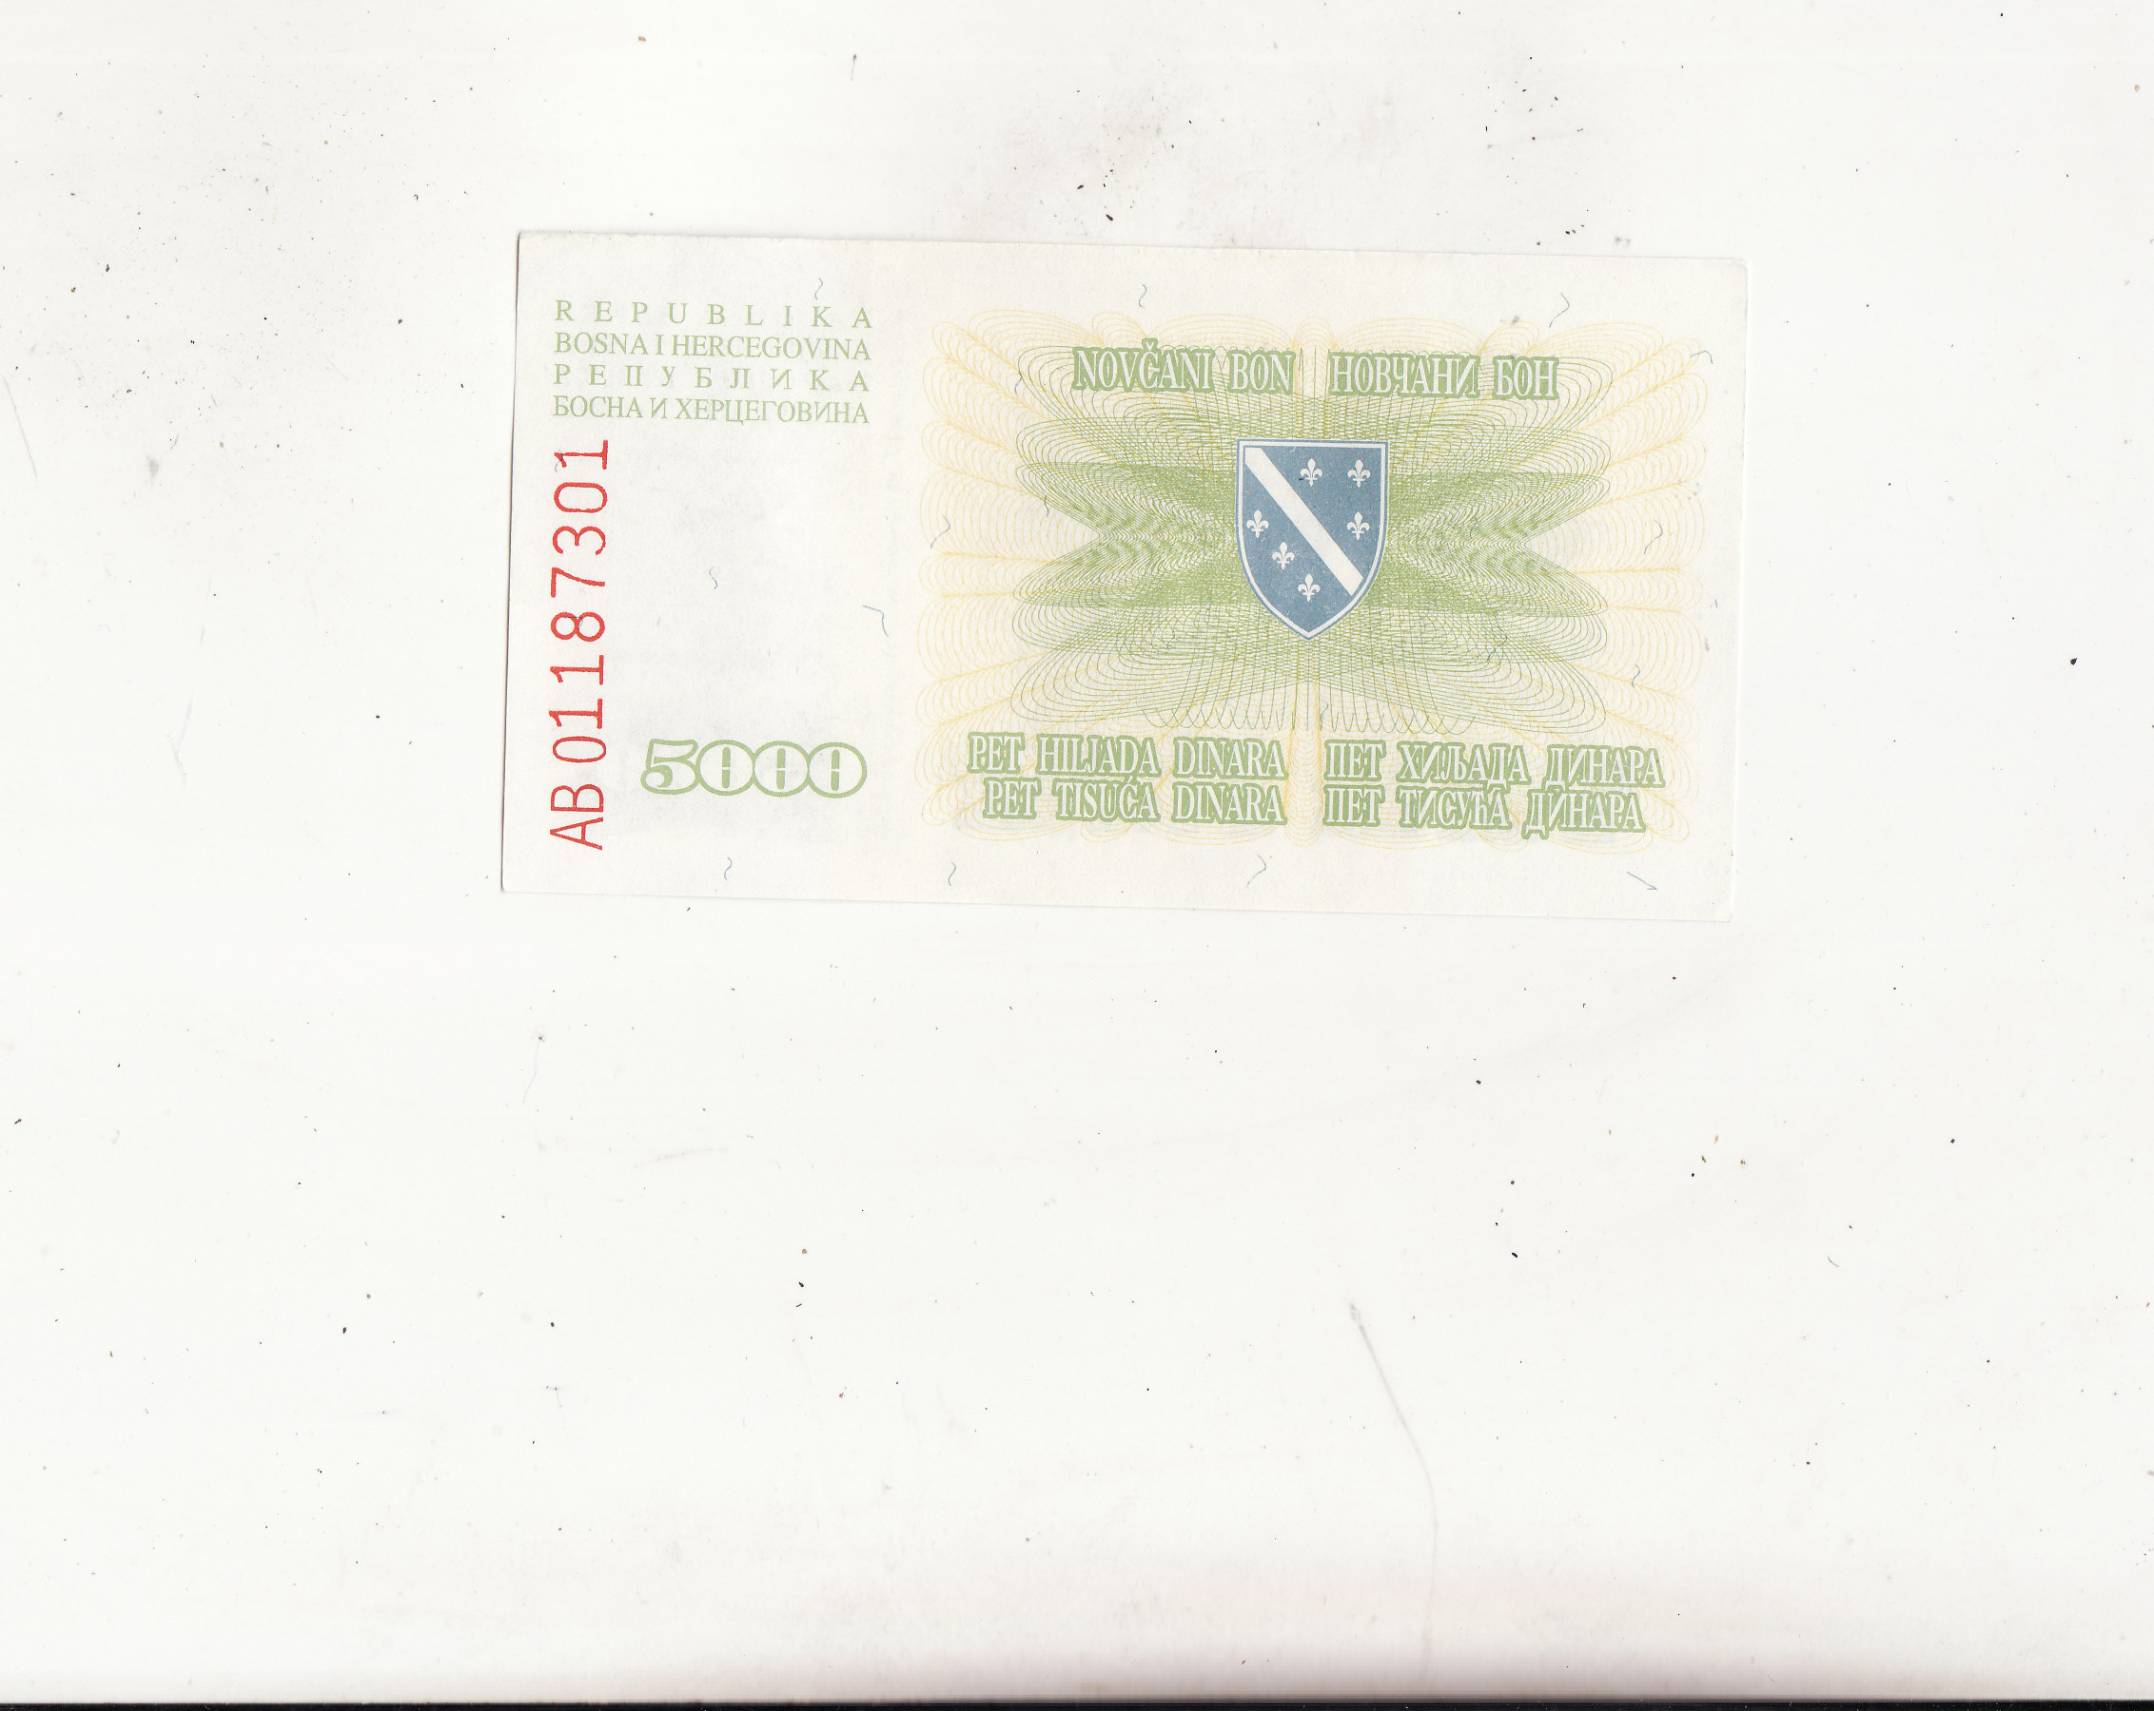 REPUBLIKA
BOSNA I HERCEGOVINA
РЕПУБЛИКА
БОСНА И ХЕРЦЕГОВИНА
AB 01187301
5000
NOVČANI BON НОВЧАНИ БОН
PET HILJADA DINARA ПЕТ ХИЉАДА ДИНАРА
PET TISUĆA DINARA ПЕТ ТИСУЋА ДИНАРА